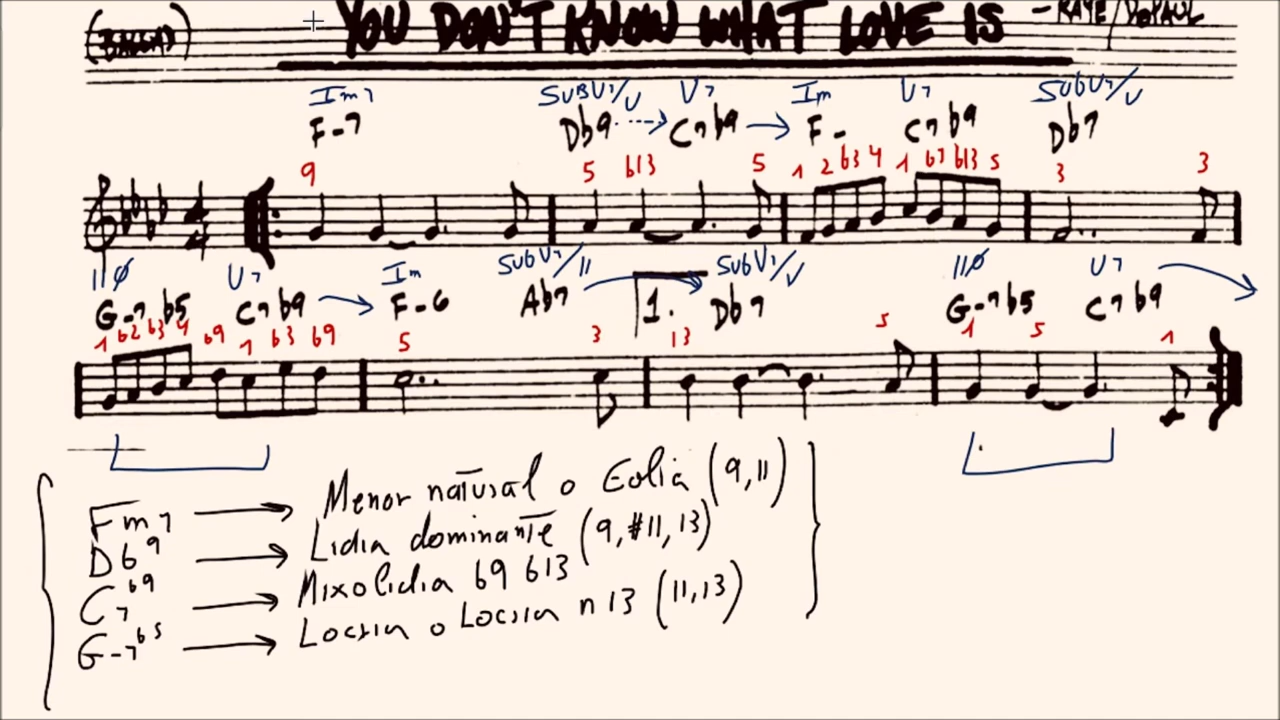 (BALLAD) YOU DON'T KNOW WHAT LOVE IS - RAYE/DePAUL
Im7 SUBV7/V V7 Im V7 SubV7/V
F-7 Db9 C7b9 F- C7b9 Db7
9 5 b13 5 1 2 b3 4 1 b7 b13 5 3 3
IIø V7 Im SubV7/II SubV7/V IIø V7
G-7b5 C7b9 F-6 Ab7 1. Db7 G-7b5 C7b9
1 b2 b3 4 b9 1 b3 b9 5 3 13 5 1 5 1
Fm7 → Menor natural o Eolia (9,11)
Db9 → Lidia dominante (9,#11,13)
C7b9 → Mixolidia b9 b13
G-7b5 → Locria o Locria n13 (11,13)